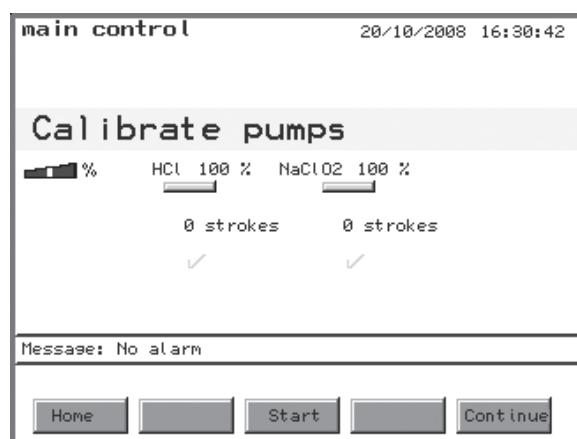 main control 20/10/2008 16:30:42
Calibrate pumps
% HCl 100 % NaClO2 100 %
0 strokes 0 strokes
Message: No alarm
Home Start Continue